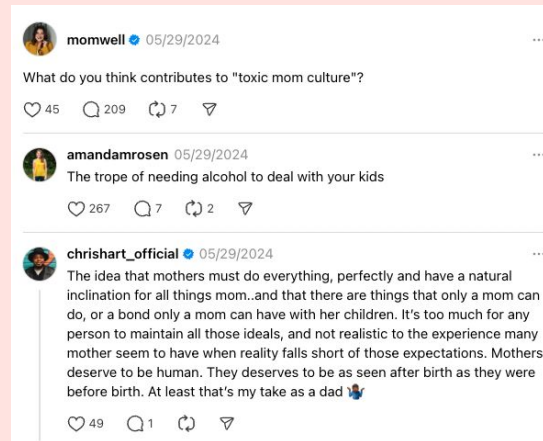 momwell 05/29/2024
What do you think contributes to "toxic mom culture"?
45 209 7
amandamrosen 05/29/2024
The trope of needing alcohol to deal with your kids
267 7 2
chrishart_official 05/29/2024
The idea that mothers must do everything, perfectly and have a natural
inclination for all things mom..and that there are things that only a mom can
do, or a bond only a mom can have with her children. It's too much for any
person to maintain all those ideals, and not realistic to the experience many
mother seem to have when reality falls short of those expectations. Mothers
deserve to be human. They deserves to be as seen after birth as they were
before birth. At least that's my take as a dad 🤷🏾‍♂️
49 1